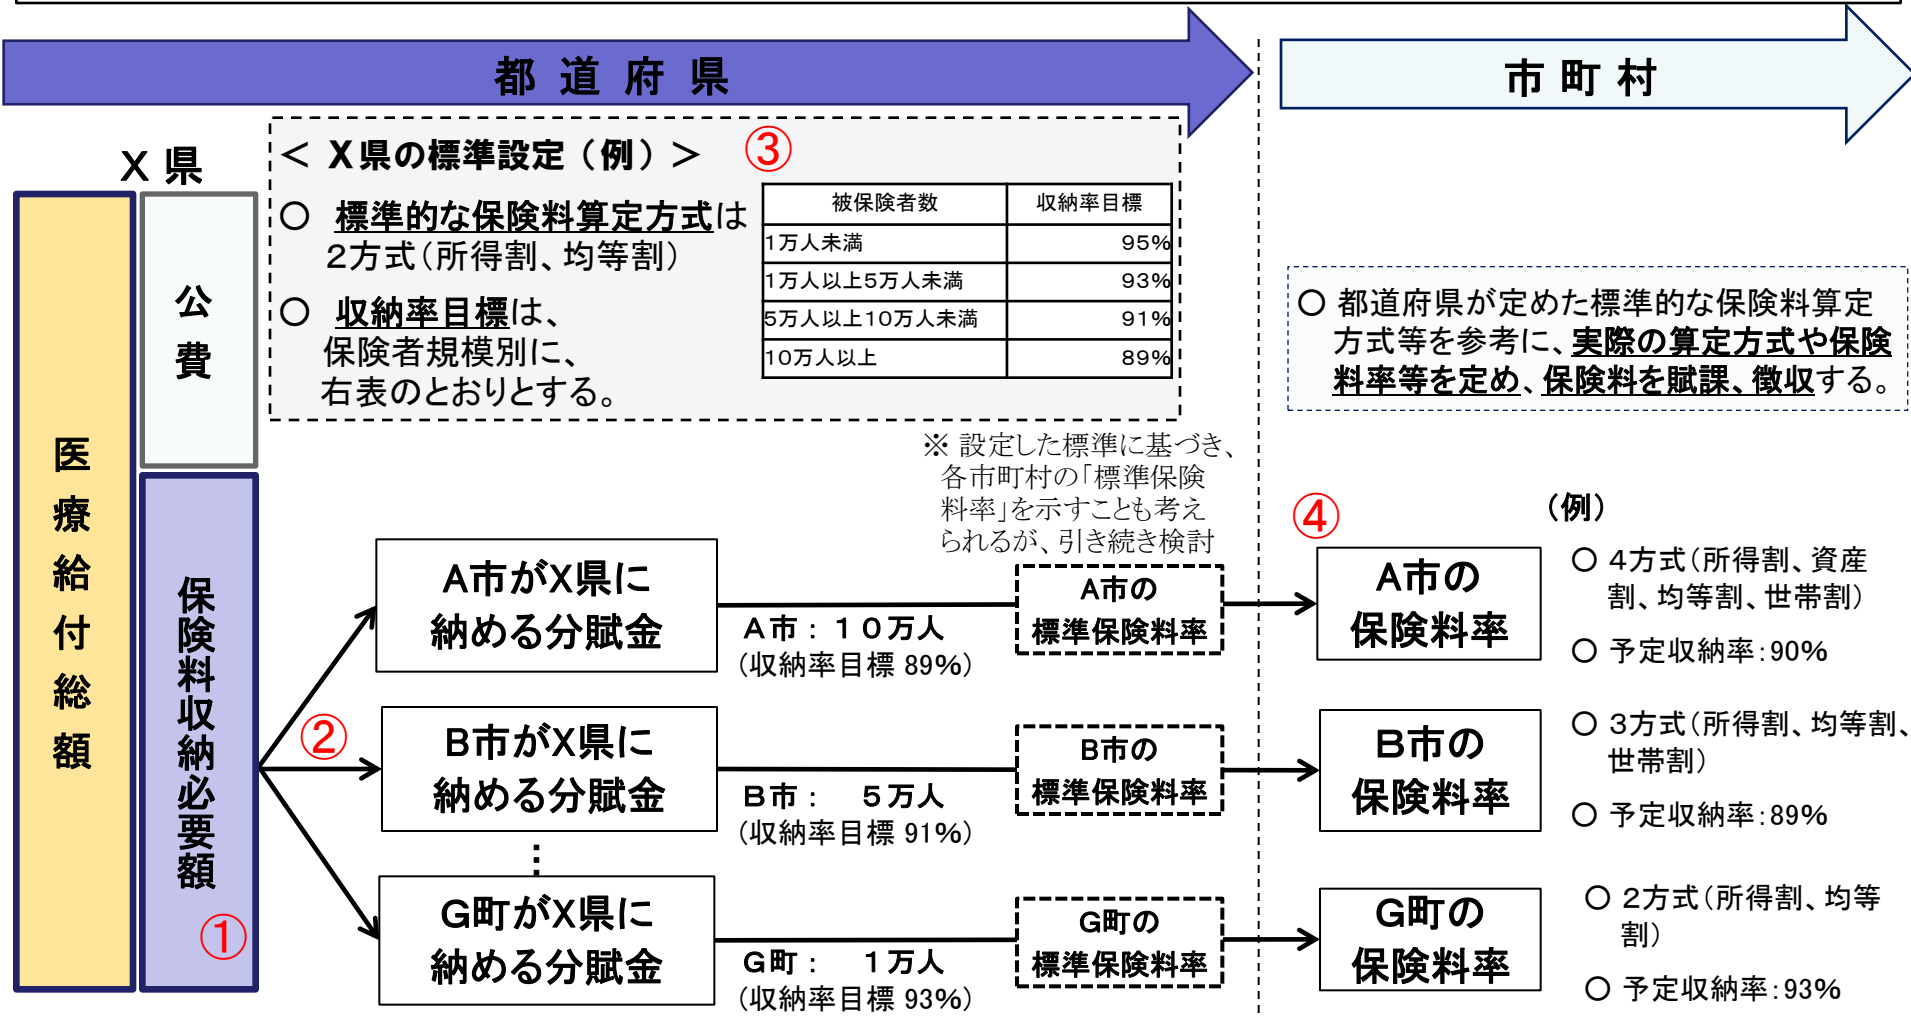 都道府県
市町村
X県
医療給付総額
公費
保険料収納必要額
①
＜ X県の標準設定（例）＞
③
○ 標準的な保険料算定方式は
２方式（所得割、均等割）
○ 収納率目標は、
保険者規模別に、
右表のとおりとする。
被保険者数 収納率目標
1万人未満 95%
1万人以上5万人未満 93%
5万人以上10万人未満 91%
10万人以上 89%
※ 設定した標準に基づき、
各市町村の「標準保険
料率」を示すことも考え
られるが、引き続き検討
○ 都道府県が定めた標準的な保険料算定
方式等を参考に、実際の算定方式や保険
料率等を定め、保険料を賦課、徴収する。
②
A市がX県に
納める分賦金
A市：１０万人
（収納率目標 89%）
A市の
標準保険料率
④
（例）
A市の
保険料率
○ 4方式（所得割、資産
割、均等割、世帯割）
○ 予定収納率：90%
B市がX県に
納める分賦金
B市：　５万人
（収納率目標 91%）
B市の
標準保険料率
B市の
保険料率
○ 3方式（所得割、均等割、
世帯割）
○ 予定収納率：89%
…
G町がX県に
納める分賦金
G町：　１万人
（収納率目標 93%）
G町の
標準保険料率
G町の
保険料率
○ 2方式（所得割、均等
割）
○ 予定収納率：93%